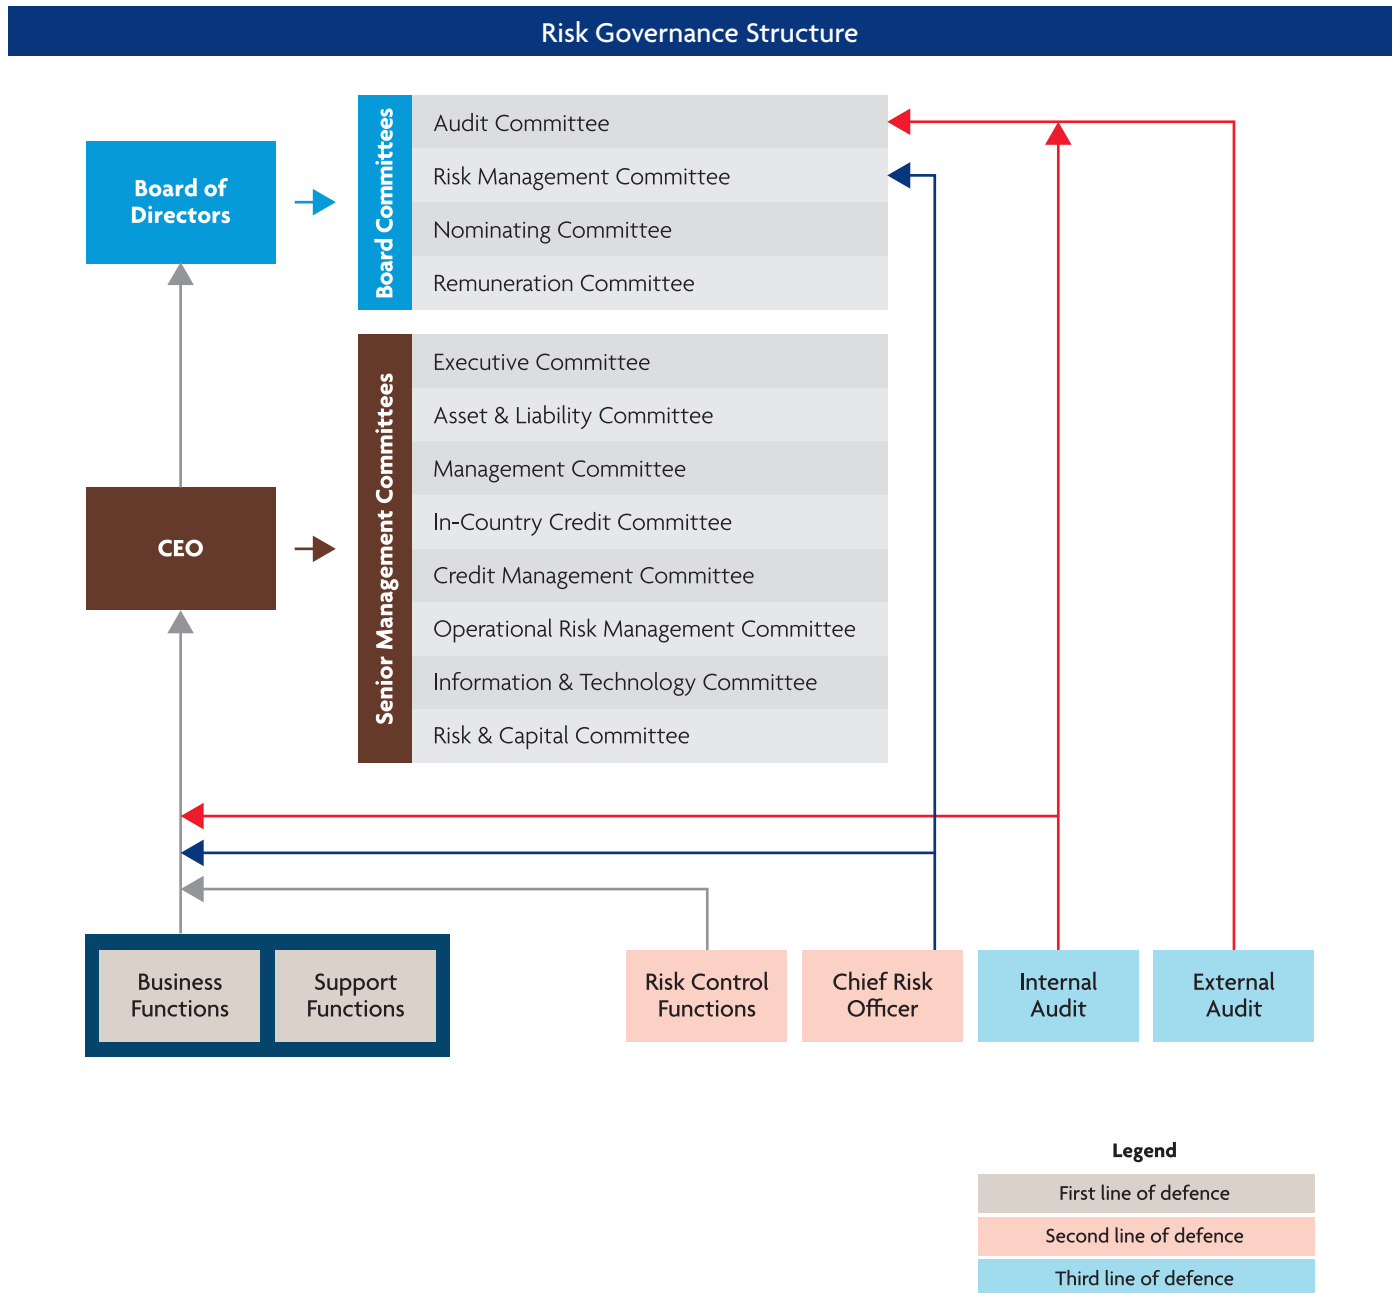 Risk Governance Structure
Board of
Directors
Board Committees
Audit Committee
Risk Management Committee
Nominating Committee
Remuneration Committee
CEO
Senior Management Committees
Executive Committee
Asset & Liability Committee
Management Committee
In-Country Credit Committee
Credit Management Committee
Operational Risk Management Committee
Information & Technology Committee
Risk & Capital Committee
Business
Functions
Support
Functions
Risk Control
Functions
Chief Risk
Officer
Internal
Audit
External
Audit
Legend
First line of defence
Second line of defence
Third line of defence